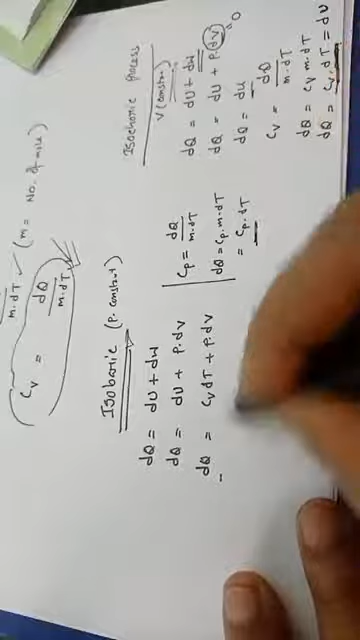 m.dT (m = No. of mole)
Cv = dQ / m.dT
Isobaric (P. constant)
dQ = dU + dW
dQ = dU + P.dV
dQ = CvdT + P.dV
Cp = dQ / m.dT
dQ = Cp.m.dT
= Cp.dT
Isochoric process
V (constant)
dQ = dU + dW
dQ = dU + P.dV = 0
dQ = dU
Cv = dQ / m.dT
dQ = Cv m.dT
dQ = Cv.dT = dU